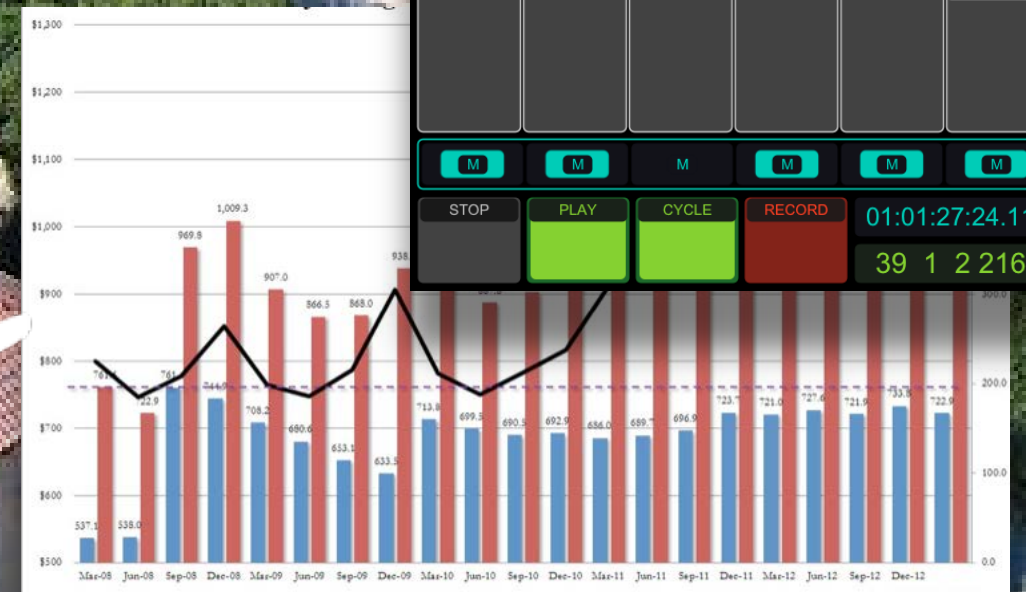 $1,300
$1,200
$1,100
$1,000
$900
$800
$700
$600
$500
M M M M M M
STOP PLAY CYCLE RECORD
01:01:27:24.11
39 1 2 216
1,009.3
969.8
907.0
866.5 868.0
300.0
200.0
100.0
0.0
537.1 538.0
708.2 680.6 653.1 633.5
713.8 699.5 690.5 692.9 686.0 689.7 696.9
723.7 721.0 727.6 721.9 733.8 722.9
Mar-08 Jun-08 Sep-08 Dec-08 Mar-09 Jun-09 Sep-09 Dec-09 Mar-10 Jun-10 Sep-10 Dec-10 Mar-11 Jun-11 Sep-11 Dec-11 Mar-12 Jun-12 Sep-12 Dec-12